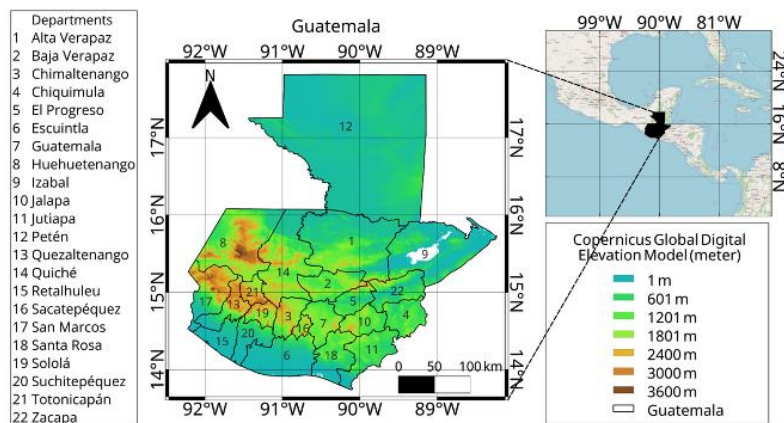 Departments
1 Alta Verapaz
2 Baja Verapaz
3 Chimaltenango
4 Chiquimula
5 El Progreso
6 Escuintla
7 Guatemala
8 Huehuetenango
9 Izabal
10 Jalapa
11 Jutiapa
12 Petén
13 Quezaltenango
14 Quiché
15 Retalhuleu
16 Sacatepéquez
17 San Marcos
18 Santa Rosa
19 Sololá
20 Suchitepéquez
21 Totonicapán
22 Zacapa
Guatemala
92°W 91°W 90°W 89°W
N
17°N 16°N 15°N 14°N
12
8
1
9
14
2
22
17
13
21
5
19
3
16
7
10
4
15
20
6
18
11
0 50 100 km
17°N 16°N 15°N 14°N
92°W 91°W 90°W 89°W
99°W 90°W 81°W
24°N 16°N 8°N
Copernicus Global Digital
Elevation Model (meter)
1 m
601 m
1201 m
1801 m
2400 m
3000 m
3600 m
Guatemala